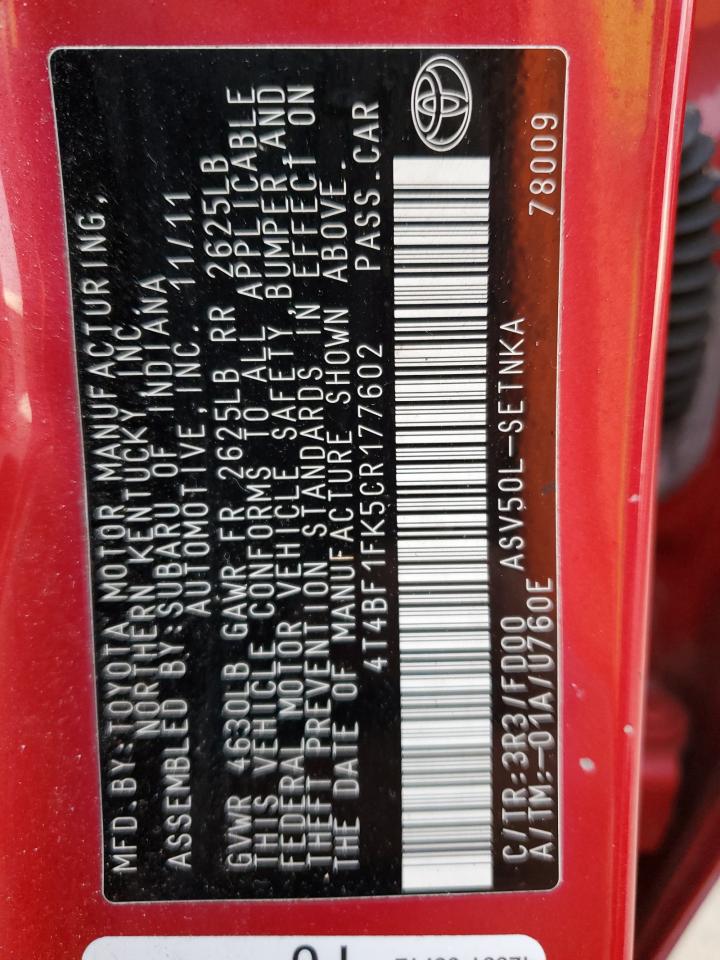 MFD.BY:TOYOTA MOTOR MANUFACTURING,
NORTHERN KENTUCKY,INC.
ASSEMBLED BY:SUBARU OF INDIANA
AUTOMOTIVE,INC. 11/11
GVWR 4630LB GAWR FR 2625LB RR 2625LB
THIS VEHICLE CONFORMS TO ALL APPLICABLE
FEDERAL MOTOR VEHICLE SAFETY,BUMPER AND
THEFT PREVENTION STANDARDS IN EFFECT ON
THE DATE OF MANUFACTURE SHOWN ABOVE.
4T4BF1FK5CR177602 PASS.CAR
C/TR:3R3/FD00 ASV50L-SETNKA
A/TM:-01A/U760E 78009